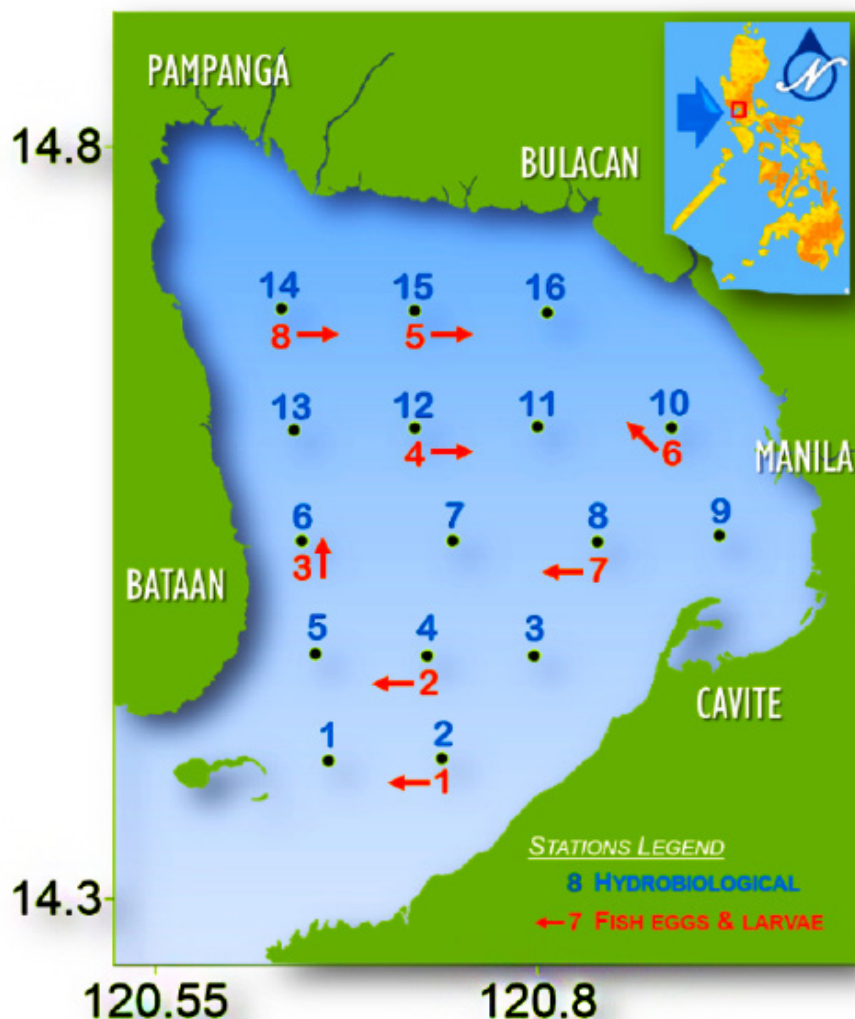 PAMPANGA
N
14.8
BULACAN
14 15 16
8 5
13 12 11 10
4 6
MANILA
6 7 8 9
3 7
BATAAN
5 4 3
2
CAVITE
1 2
1
STATIONS LEGEND
8 HYDROBIOLOGICAL
14.3
7 FISH EGGS & LARVAE
120.55 120.8